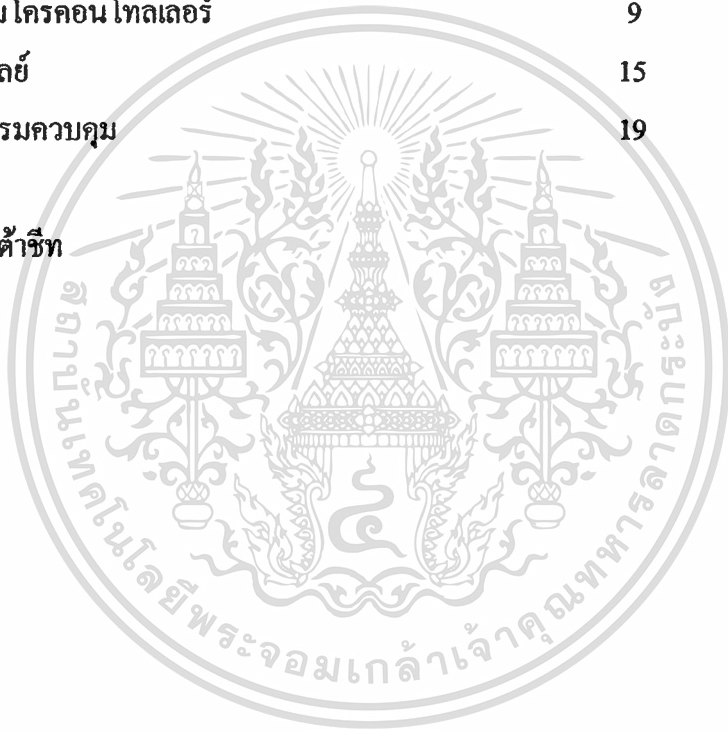 โครคอนโทลเลอร์ 9
ลย์ 15
รมควบคุม 19
ต้าชีท
สถาบันเทคโนโลยีพระจอมเกล้าเจ้าคุณทหารลาดกระบัง